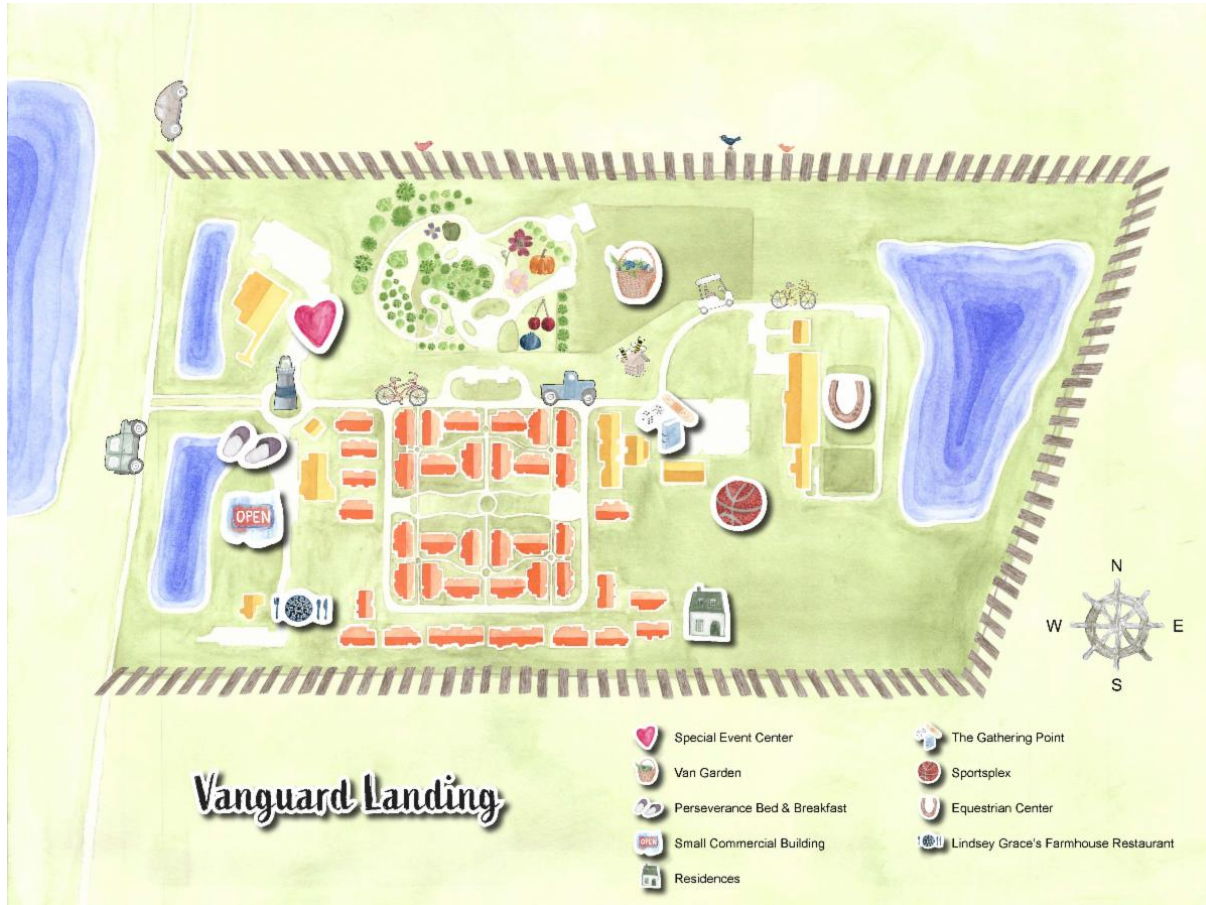 OPEN
N
W E
S
Vanguard Landing
Special Event Center
Van Garden
Perseverance Bed & Breakfast
Small Commercial Building
OPEN
Residences
The Gathering Point
Sportsplex
Equestrian Center
Lindsey Grace's Farmhouse Restaurant